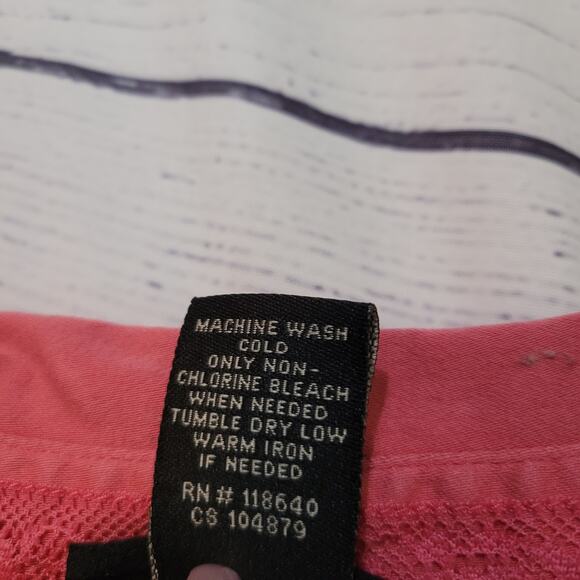 MACHINE WASH
COLD
ONLY NON-
CHLORINE BLEACH
WHEN NEEDED
TUMBLE DRY LOW
WARM IRON
IF NEEDED
RN # 118640
CS 104879